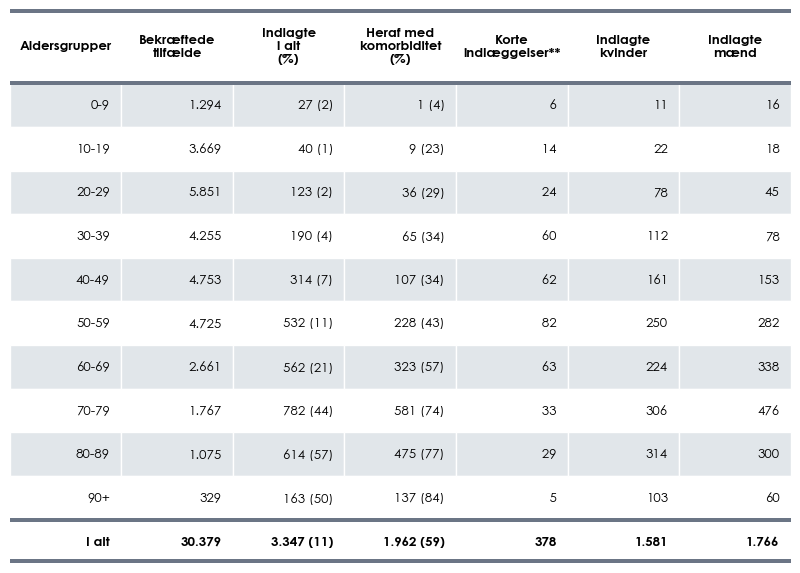 Aldersgrupper Bekræftede tilfælde Indlagte I alt (%) Heraf med komorbiditet (%) Korte indlæggelser** Indlagte kvinder Indlagte mænd
0-9 1.294 27 (2) 1 (4) 6 11 16
10-19 3.669 40 (1) 9 (23) 14 22 18
20-29 5.851 123 (2) 36 (29) 24 78 45
30-39 4.255 190 (4) 65 (34) 60 112 78
40-49 4.753 314 (7) 107 (34) 62 161 153
50-59 4.725 532 (11) 228 (43) 82 250 282
60-69 2.661 562 (21) 323 (57) 63 224 338
70-79 1.767 782 (44) 581 (74) 33 306 476
80-89 1.075 614 (57) 475 (77) 29 314 300
90+ 329 163 (50) 137 (84) 5 103 60
I alt 30.379 3.347 (11) 1.962 (59) 378 1.581 1.766